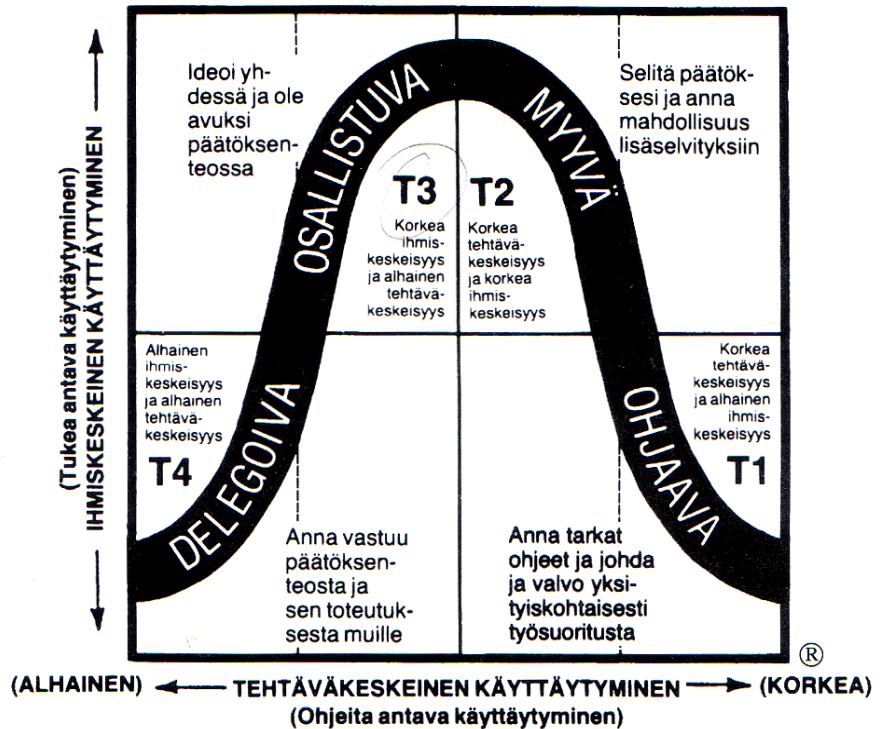 (Tukea antava käyttäytyminen)
IHMISKESKEINEN KÄYTTÄYTYMINEN
Ideoi yh-
dessä ja ole
avuksi
päätöksen-
teossa
OSALLISTUVA
MYYVÄ
Selitä päätök-
sesi ja anna
mahdollisuus
lisäselvityksiin
T3
Korkea
ihmis-
keskeisyys
ja alhainen
tehtävä-
keskeisyys
T2
Korkea
tehtävä-
keskeisyys
ja korkea
ihmis-
keskeisyys
Alhainen
ihmis-
keskeisyys
ja alhainen
tehtävä-
keskeisyys
T4
DELEGOIVA
OHJAAVA
Korkea
tehtävä-
keskeisyys
ja alhainen
ihmis-
keskeisyys
T1
Anna vastuu
päätöksen-
teosta ja
sen toteutuk-
sesta muille
Anna tarkat
ohjeet ja johda
ja valvo yksi-
tyiskohtaisesti
työsuoritusta
®
(ALHAINEN) TEHTÄVÄKESKEINEN KÄYTTÄYTYMINEN (KORKEA)
(Ohjeita antava käyttäytyminen)